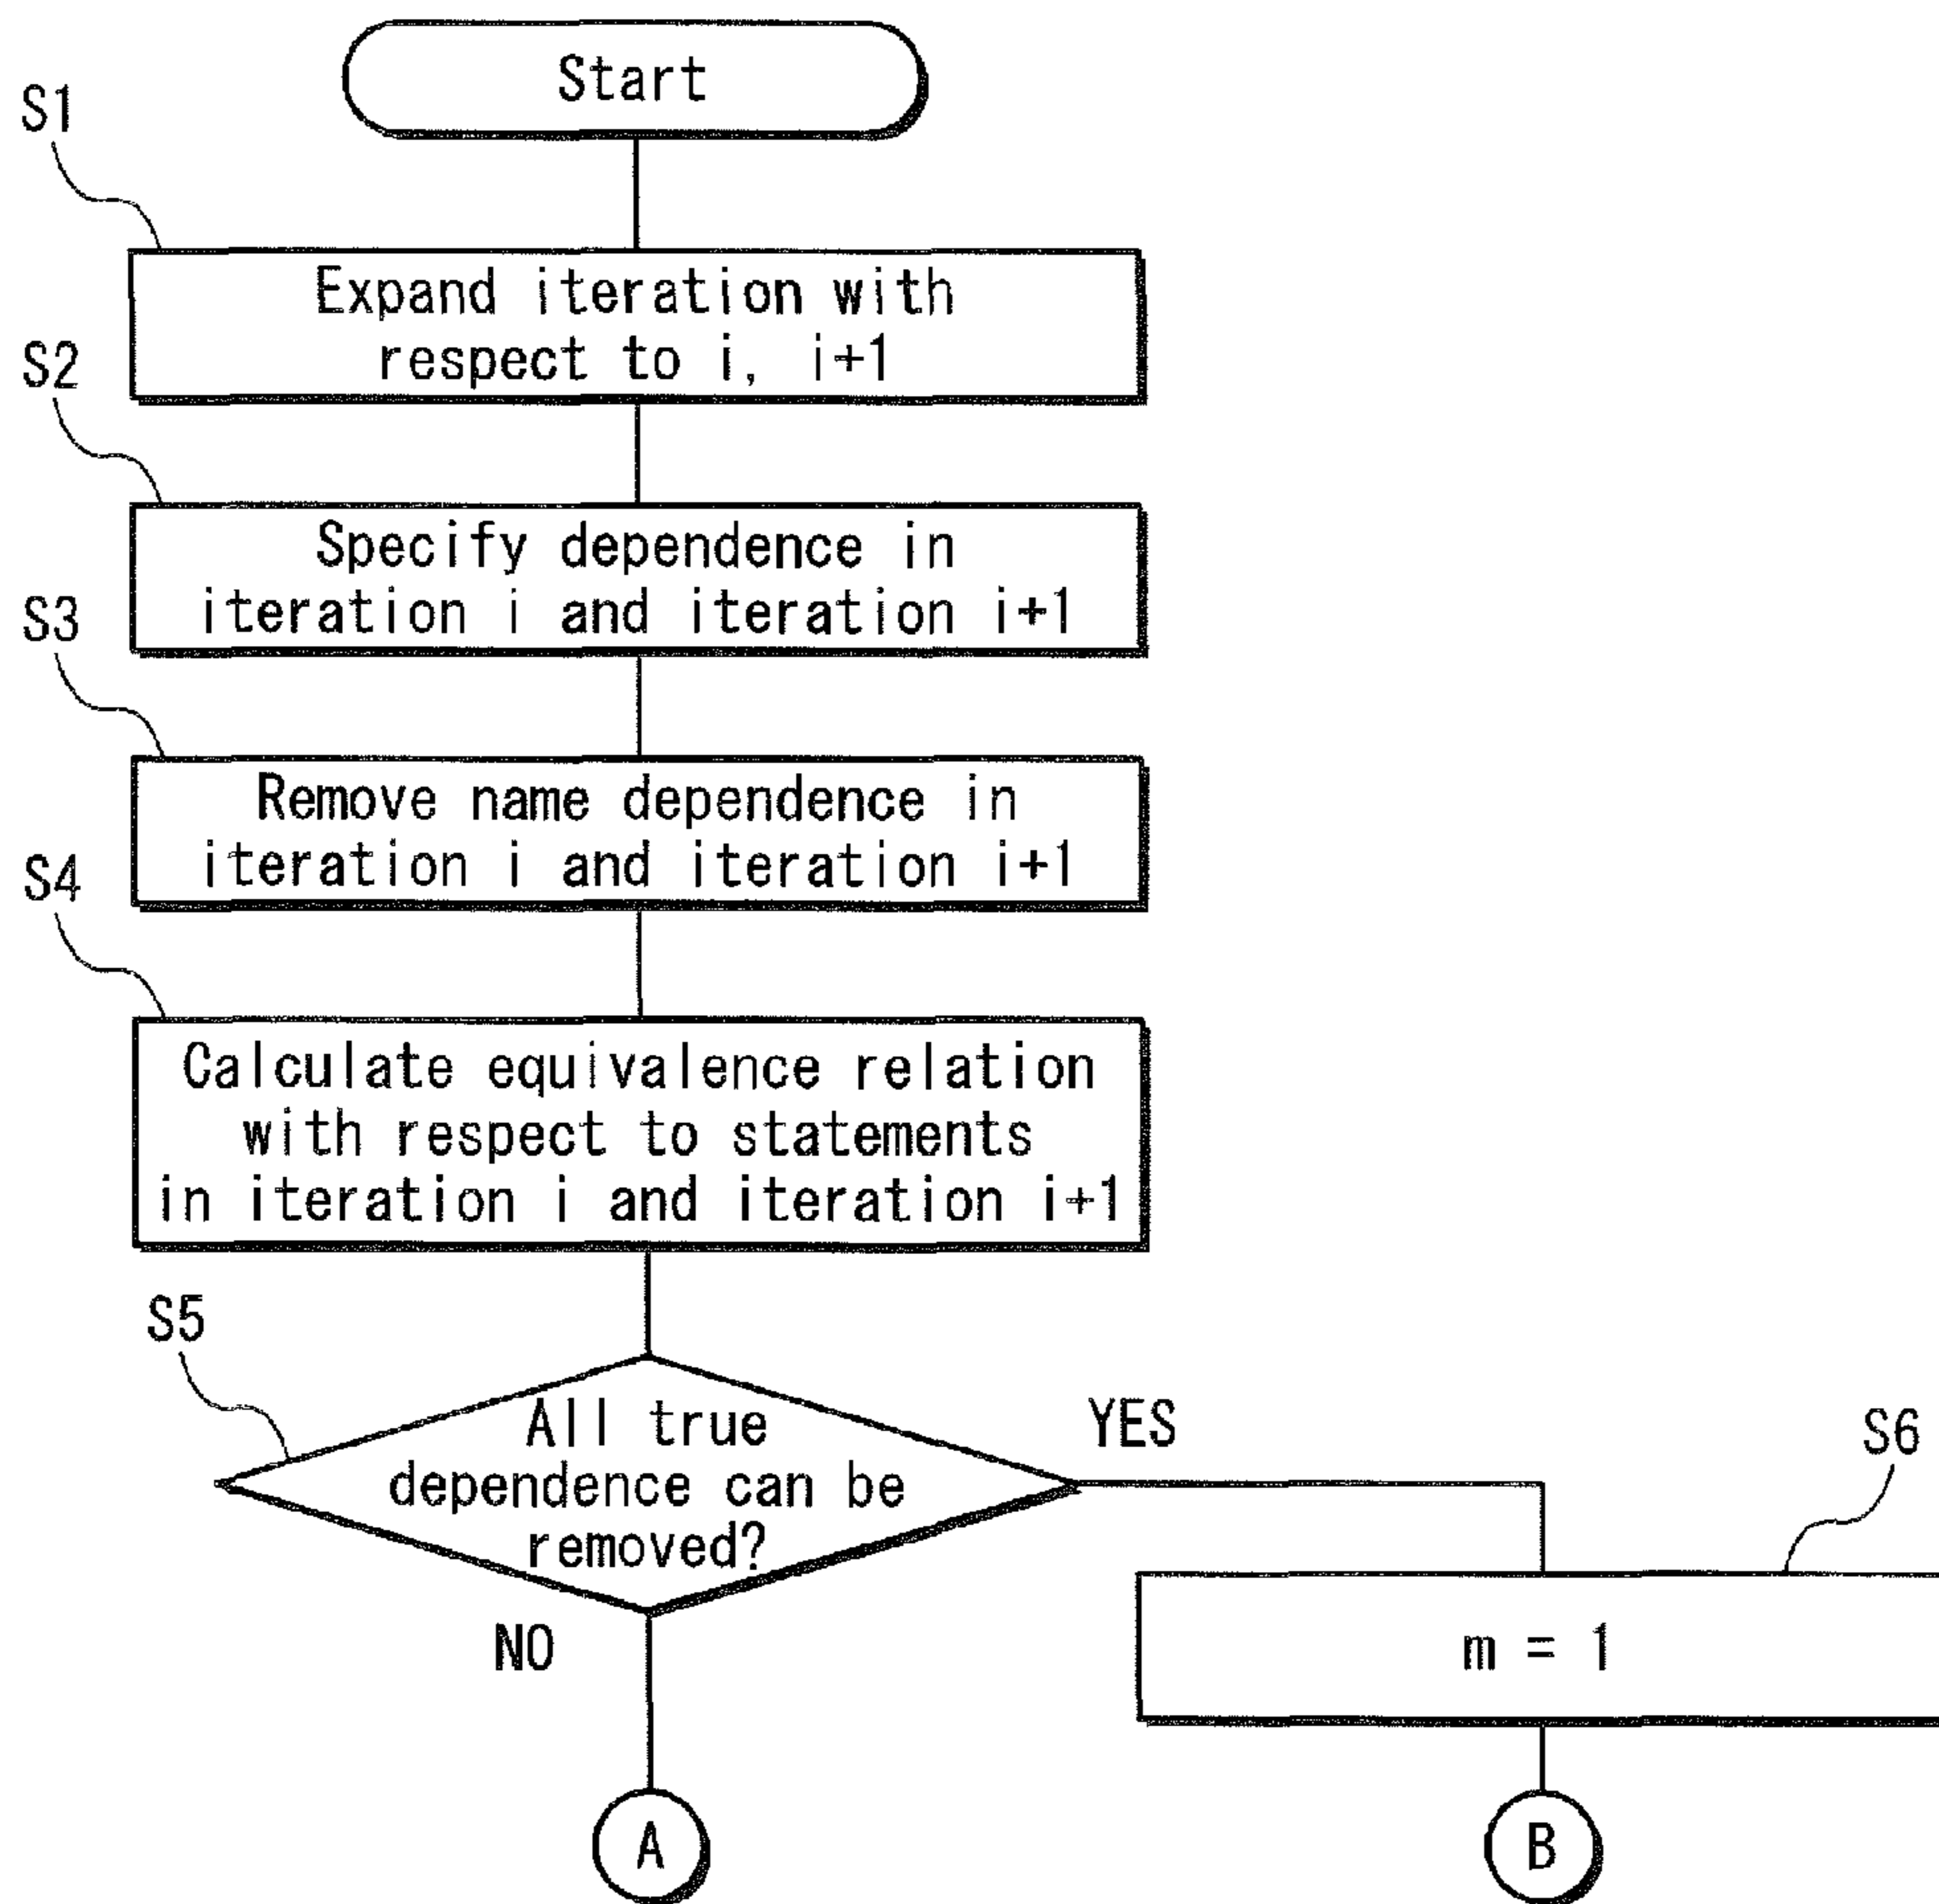 Start
S1
Expand iteration with
respect to i, i+1
S2
Specify dependence in
iteration i and iteration i+1
S3
Remove name dependence in
iteration i and iteration i+1
S4
Calculate equivalence relation
with respect to statements
in iteration i and iteration i+1
S5
All true
dependence can be
removed?
YES
NO
S6
m = 1
A
B